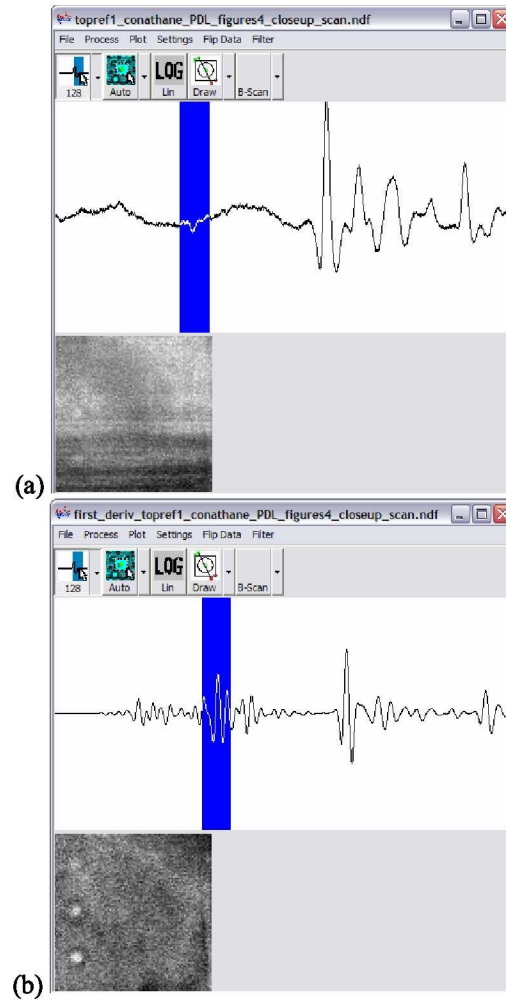 topref1_conathane_PDL_figures4_closeup_scan.ndf
File Process Plot Settings Flip Data Filter
LOG
128 Auto Lin Draw B-Scan
(a)
first_deriv_topref1_conathane_PDL_figures4_closeup_scan.ndf
File Process Plot Settings Flip Data Filter
LOG
128 Auto Lin Draw B-Scan
(b)